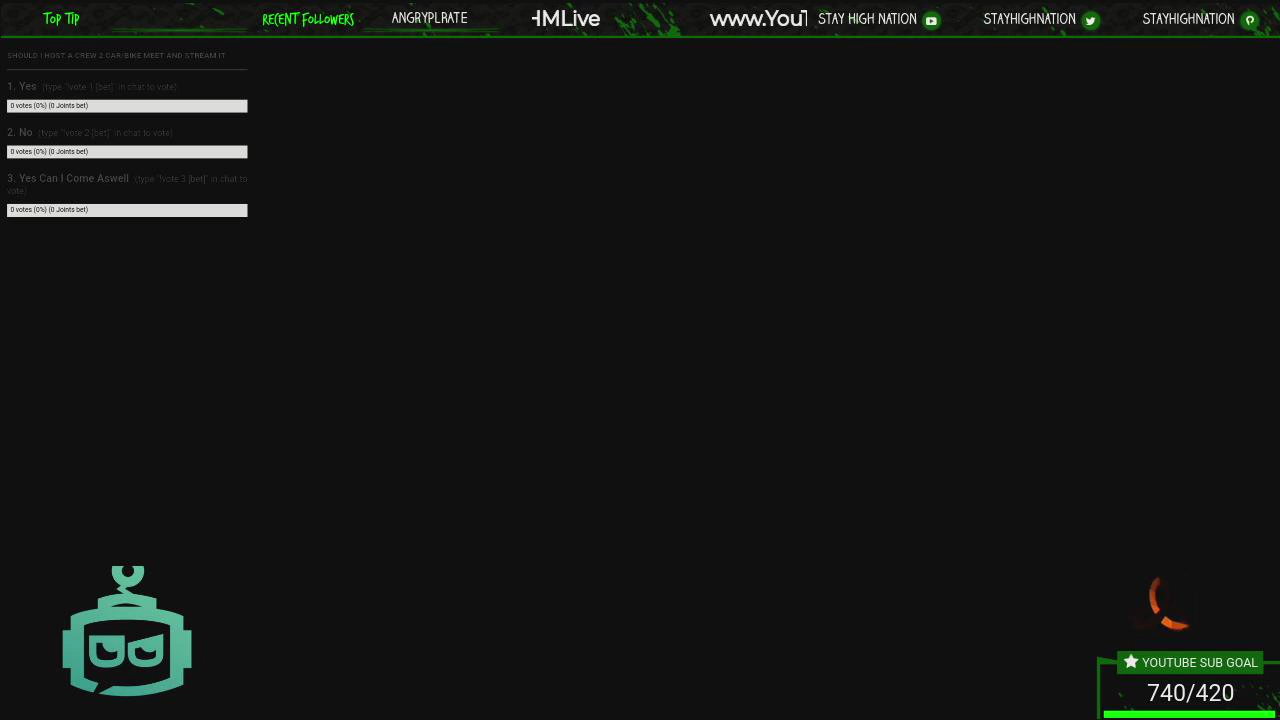 TOP TIP
RECENT FOLLOWERS
ANGRYPLRATE
HMLive
www.YouT
STAY HIGH NATION
STAYHIGHNATION
STAYHIGHNATION
SHOULD I HOST A CREW 2 CAR/BIKE MEET AND STREAM IT
1. Yes (type "!vote 1 [bet]" in chat to vote)
0 votes (0%) (0 Joints bet)
2. No (type "!vote 2 [bet]" in chat to vote)
0 votes (0%) (0 Joints bet)
3. Yes Can I Come Aswell (type "!vote 3 [bet]" in chat to
vote)
0 votes (0%) (0 Joints bet)
YOUTUBE SUB GOAL
740/420